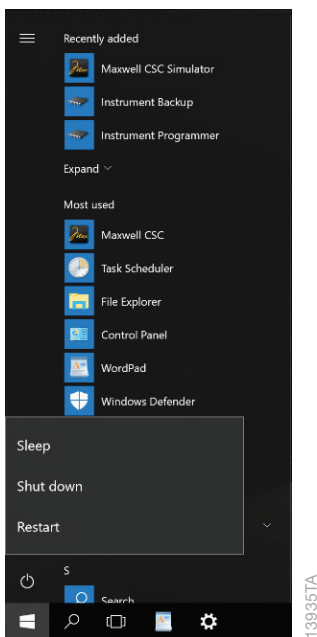 Recently added
Maxwell CSC Simulator
Instrument Backup
Instrument Programmer
Expand
Most used
Maxwell CSC
Task Scheduler
File Explorer
Control Panel
WordPad
Windows Defender
Sleep
Shut down
Restart
S
Search
13935TA